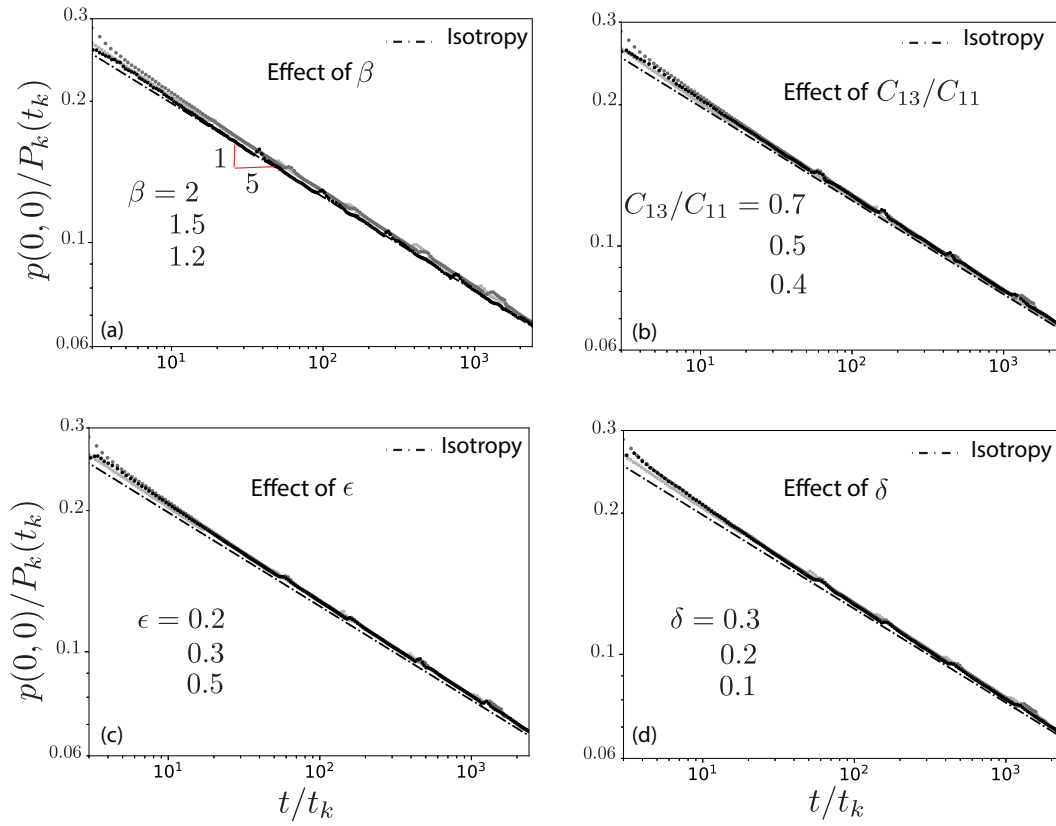 0.3
Isotropy
Effect of β
0.2
p(0, 0)/P_k(t_k)
1
5
β = 2
1.5
1.2
0.1
(a)
0.06
10^1
10^2
10^3
0.3
Isotropy
Effect of C_13/C_11
0.2
C_13/C_11 = 0.7
0.5
0.4
0.1
(b)
0.06
10^1
10^2
10^3
0.3
Isotropy
Effect of ϵ
0.2
p(0, 0)/P_k(t_k)
ϵ = 0.2
0.3
0.5
0.1
(c)
0.06
10^1
10^2
10^3
t/t_k
0.3
Isotropy
Effect of δ
0.2
δ = 0.3
0.2
0.1
0.1
(d)
0.06
10^1
10^2
10^3
t/t_k